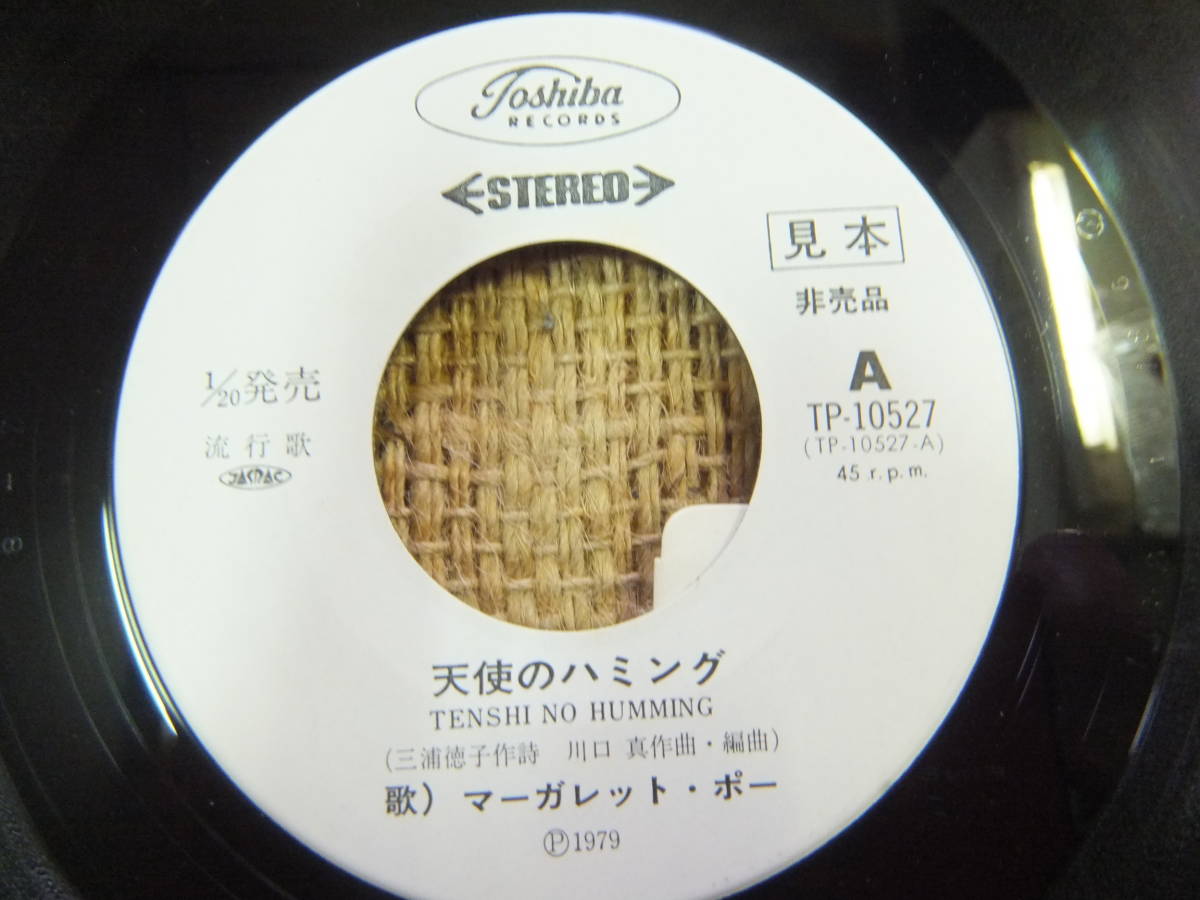 Toshiba
RECORDS
STEREO
見本
非売品
A
TP-10527
(TP-10527-A)
45 r.p.m.
1/20発売
流行歌
JASRAC
天使のハミング
TENSHI NO HUMMING
(三浦徳子作詩 川口 真作曲・編曲)
歌) マーガレット・ポー
Ⓟ1979